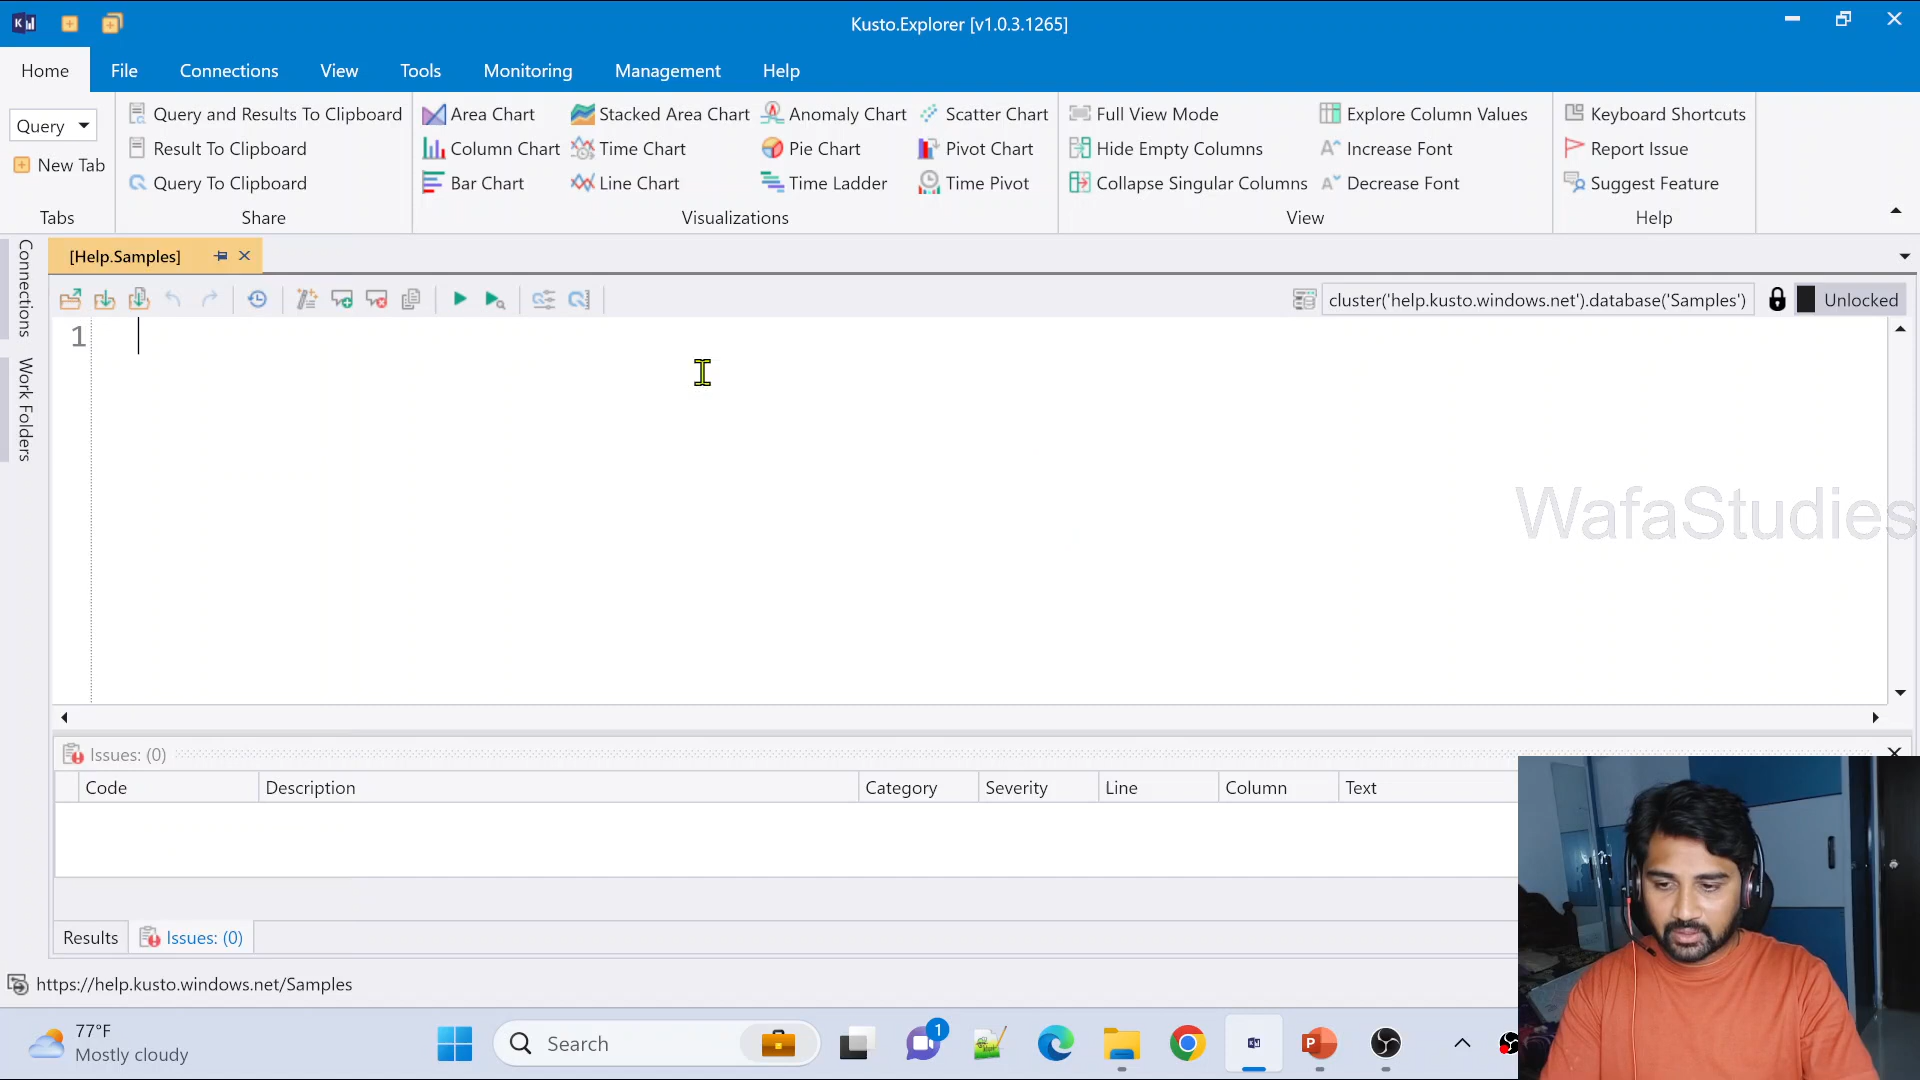 Kusto.Explorer [v1.0.3.1265]
Home File Connections View Tools Monitoring Management Help
Query
New Tab
Tabs
Query and Results To Clipboard
Result To Clipboard
Query To Clipboard
Share
Area Chart Stacked Area Chart Anomaly Chart Scatter Chart
Column Chart Time Chart Pie Chart Pivot Chart
Bar Chart Line Chart Time Ladder Time Pivot
Visualizations
Full View Mode Explore Column Values
Hide Empty Columns Increase Font
Collapse Singular Columns Decrease Font
View
Keyboard Shortcuts
Report Issue
Suggest Feature
Help
Connections
Work Folders
[Help.Samples]
cluster('help.kusto.windows.net').database('Samples') Unlocked
1
WafaStudies
Issues: (0)
Code Description Category Severity Line Column Text
Results Issues: (0)
https://help.kusto.windows.net/Samples
77°F
Mostly cloudy
Search
1